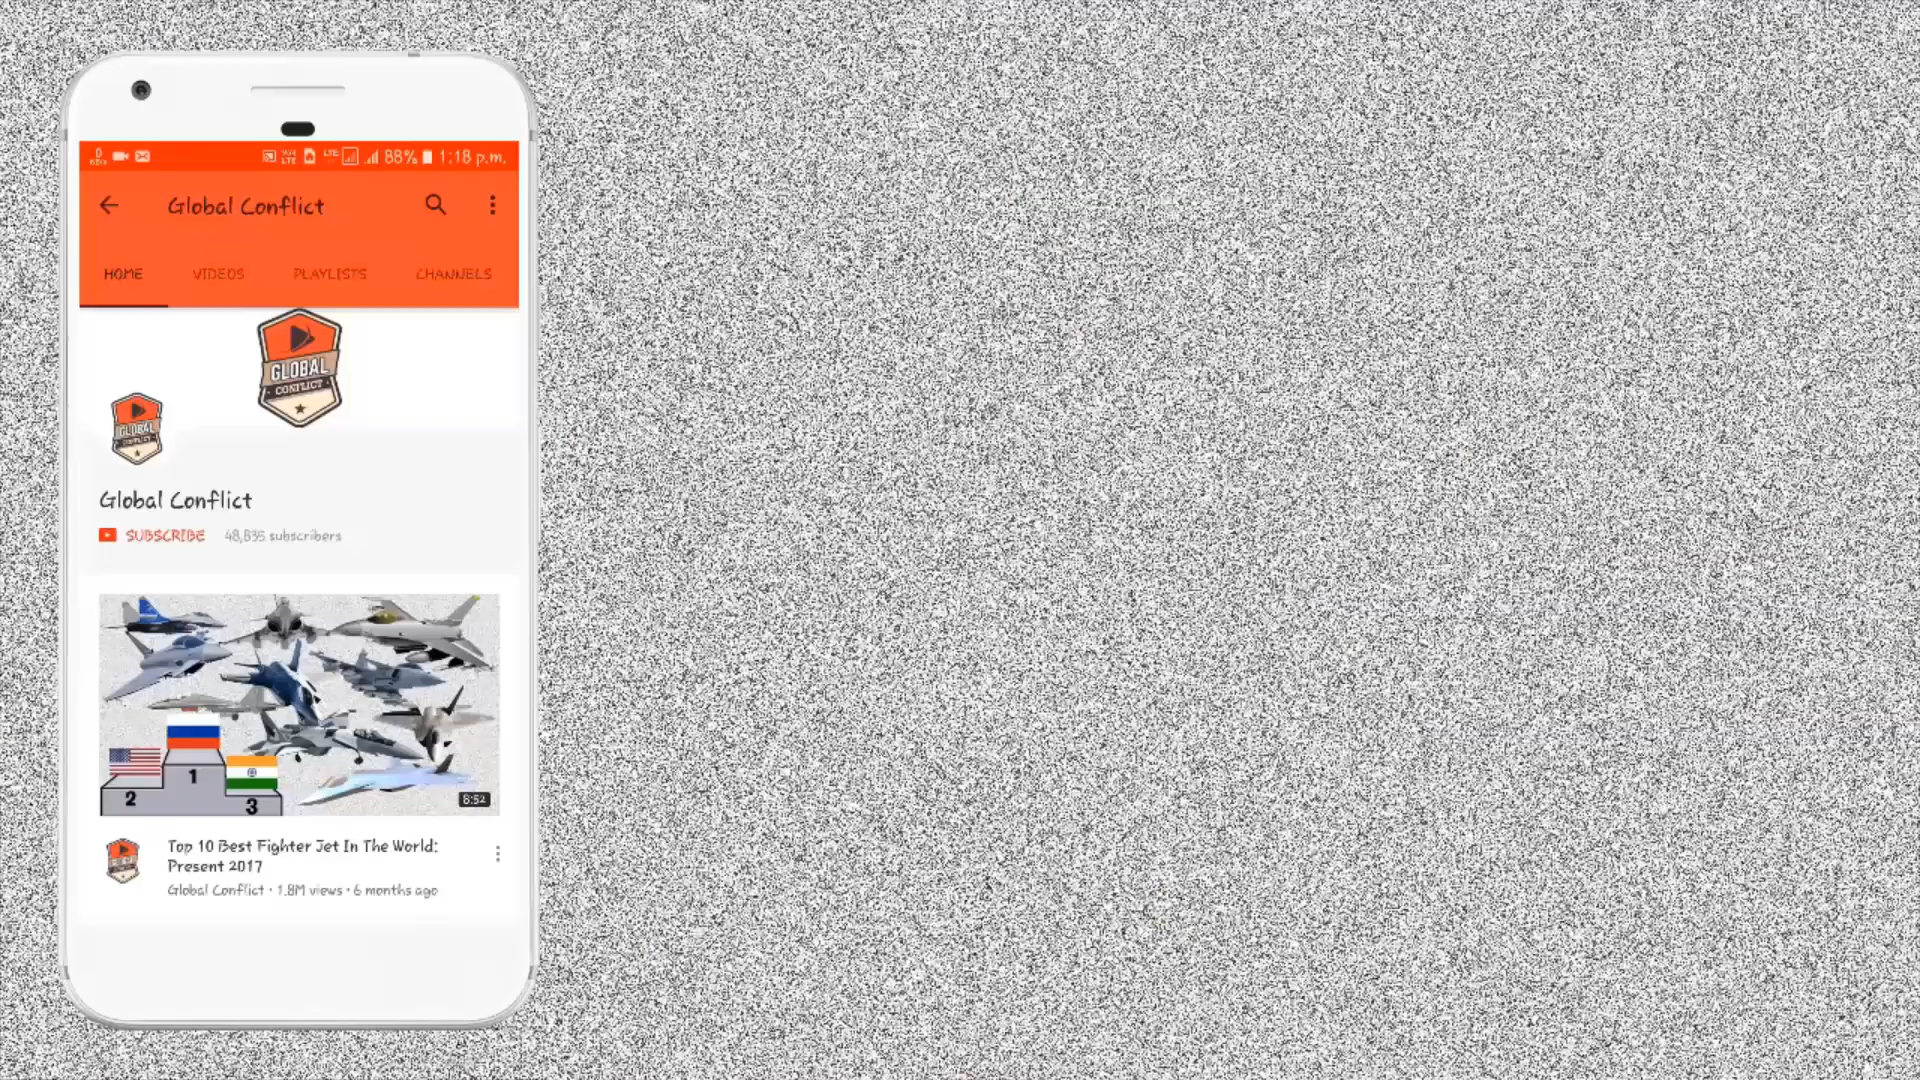 88% 1:18 p.m.
Global Conflict
HOME VIDEOS PLAYLISTS CHANNELS
GLOBAL
CONFLICT
GLOBAL
CONFLICT
Global Conflict
SUBSCRIBE 48,835 subscribers
1
2
3
8:52
Top 10 Best Fighter Jet In The World:
Present 2017
Global Conflict • 1.8M views • 6 months ago